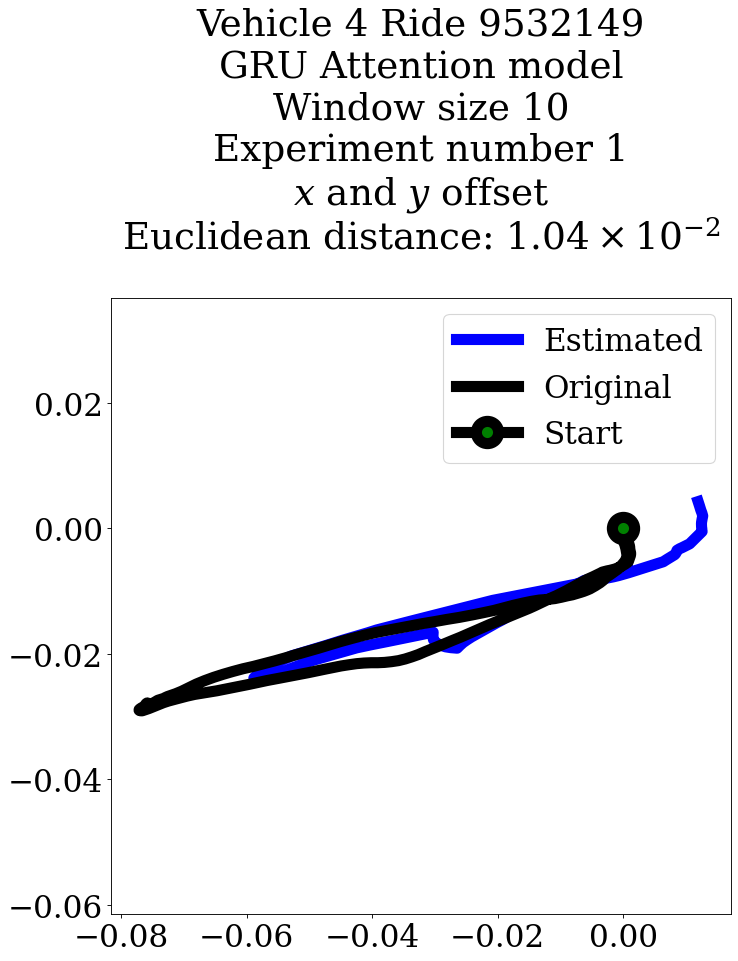 Vehicle 4 Ride 9532149
GRU Attention model
Window size 10
Experiment number 1
x and y offset
Euclidean distance: 1.04 × 10⁻²
Estimated
Original
Start
0.02
0.00
−0.02
−0.04
−0.06
−0.08 −0.06 −0.04 −0.02 0.00